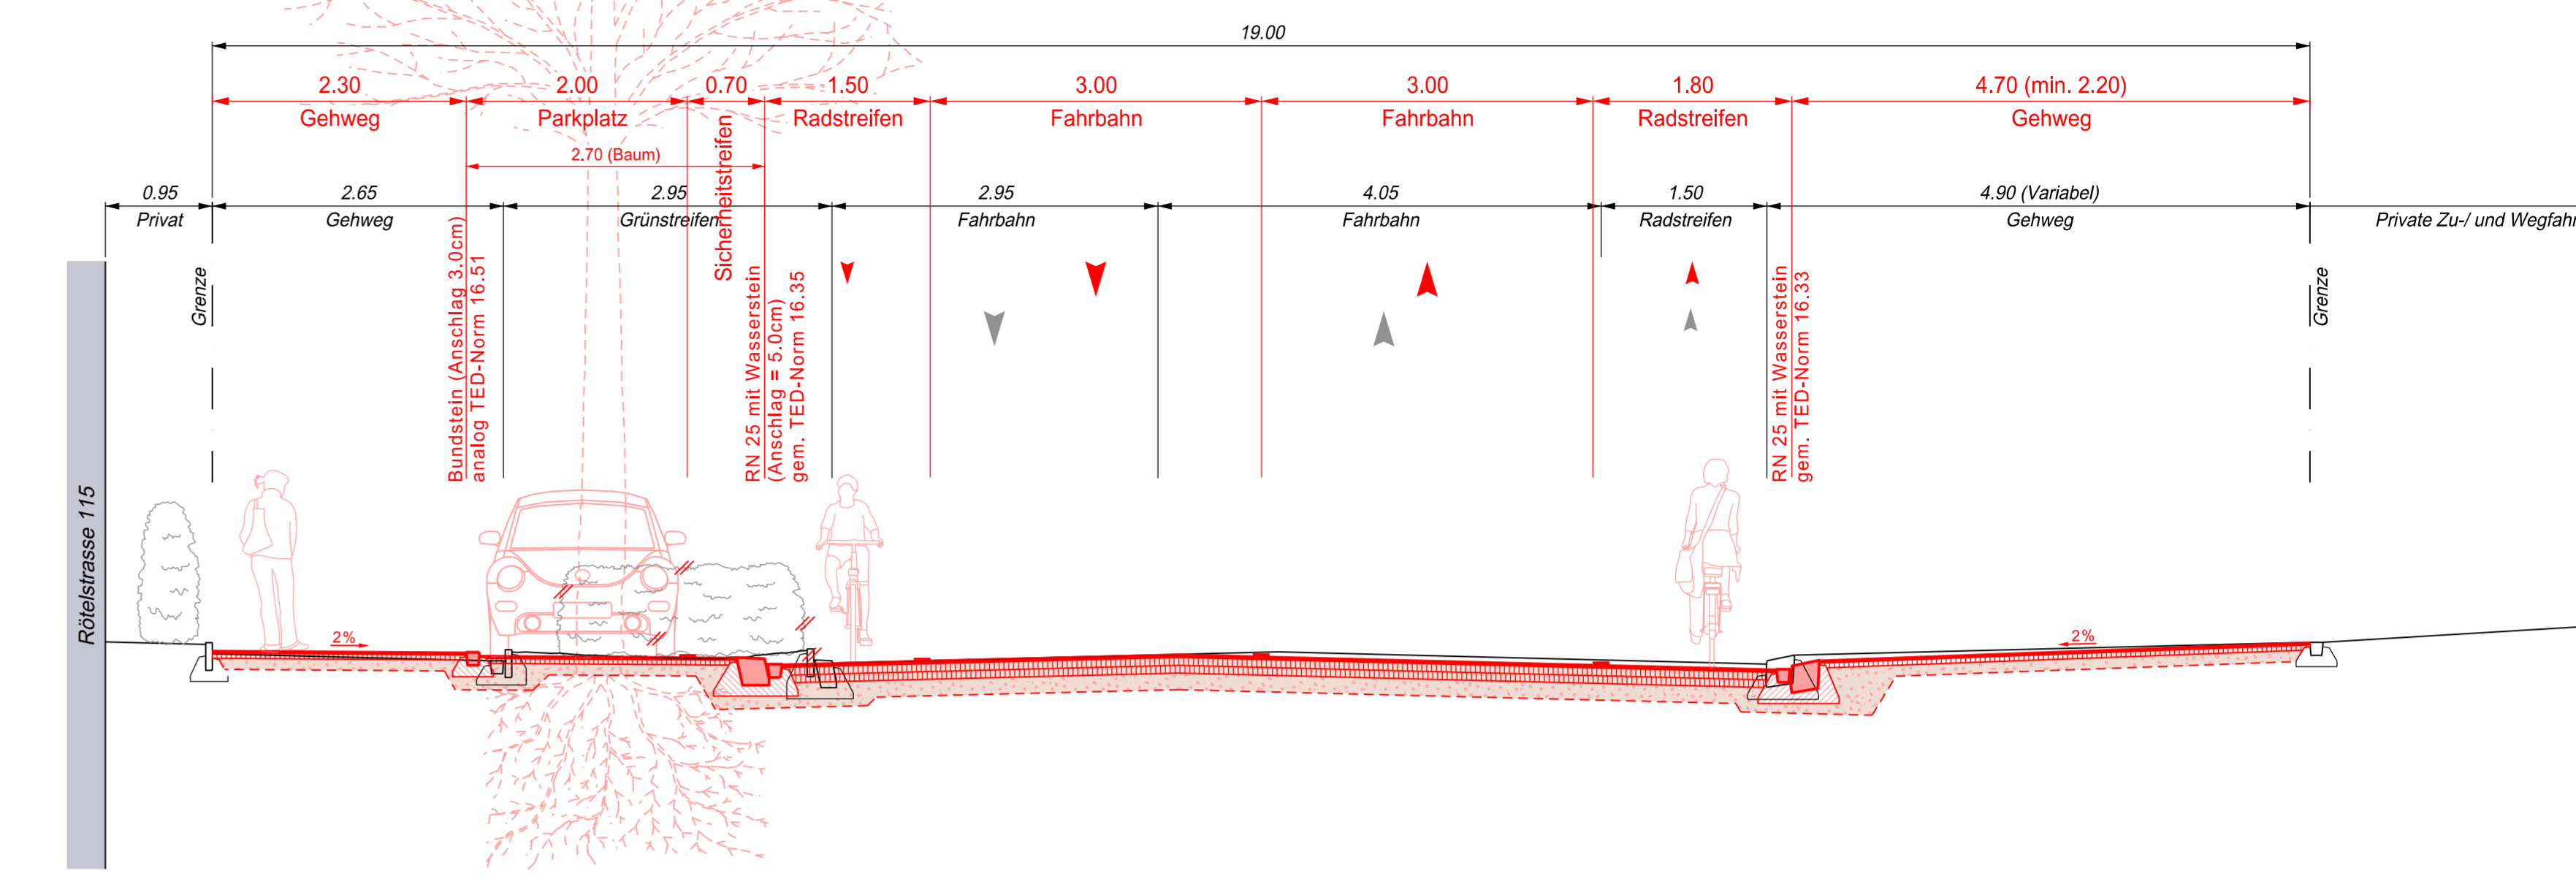 19.00
2.30
2.00
0.70
1.50
3.00
3.00
1.80
4.70 (min. 2.20)
Gehweg
Parkplatz
Sicherheitstreifen
Radstreifen
Fahrbahn
Fahrbahn
Radstreifen
Gehweg
2.70 (Baum)
0.95
2.65
2.95
2.95
4.05
1.50
4.90 (Variabel)
Privat
Gehweg
Grünstreifen
Fahrbahn
Fahrbahn
Radstreifen
Gehweg
Private Zu-/ und Wegfahr
Grenze
Bundstein (Anschlag 3.0cm)
analog TED-Norm 16.51
RN 25 mit Wasserstein
(Anschlag = 5.0cm)
gem. TED-Norm 16.35
RN 25 mit Wasserstein
gem. TED-Norm 16.33
Grenze
Rötelstrasse 115
2%
2%